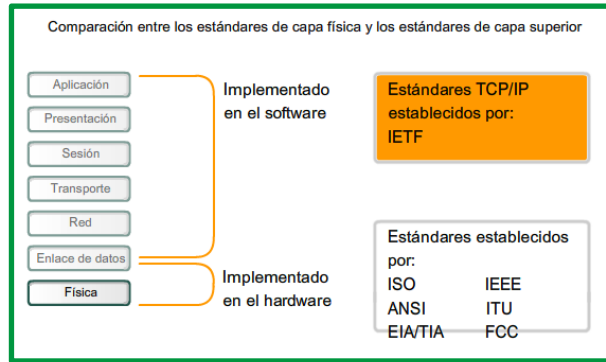 Comparación entre los estándares de capa física y los estándares de capa superior
Aplicación
Presentación
Sesión
Transporte
Red
Enlace de datos
Física
Implementado
en el software
Implementado
en el hardware
Estándares TCP/IP
establecidos por:
IETF
Estándares establecidos
por:
ISO IEEE
ANSI ITU
EIA/TIA FCC